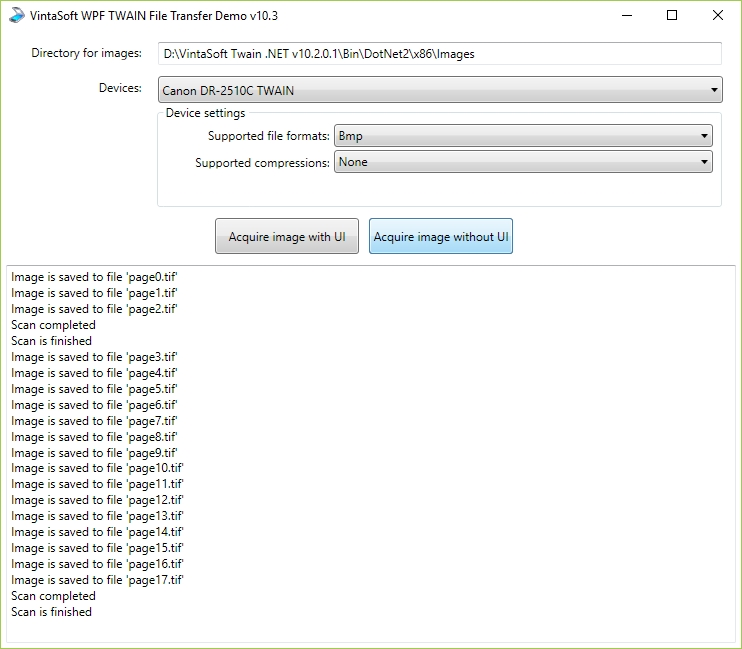 VintaSoft WPF TWAIN File Transfer Demo v10.3
Directory for images: D:\VintaSoft Twain .NET v10.2.0.1\Bin\DotNet2\x86\Images
Devices: Canon DR-2510C TWAIN
Device settings
Supported file formats: Bmp
Supported compressions: None
Acquire image with UI Acquire image without UI
Image is saved to file 'page0.tif'
Image is saved to file 'page1.tif'
Image is saved to file 'page2.tif'
Scan completed
Scan is finished
Image is saved to file 'page3.tif'
Image is saved to file 'page4.tif'
Image is saved to file 'page5.tif'
Image is saved to file 'page6.tif'
Image is saved to file 'page7.tif'
Image is saved to file 'page8.tif'
Image is saved to file 'page9.tif'
Image is saved to file 'page10.tif'
Image is saved to file 'page11.tif'
Image is saved to file 'page12.tif'
Image is saved to file 'page13.tif'
Image is saved to file 'page14.tif'
Image is saved to file 'page15.tif'
Image is saved to file 'page16.tif'
Image is saved to file 'page17.tif'
Scan completed
Scan is finished